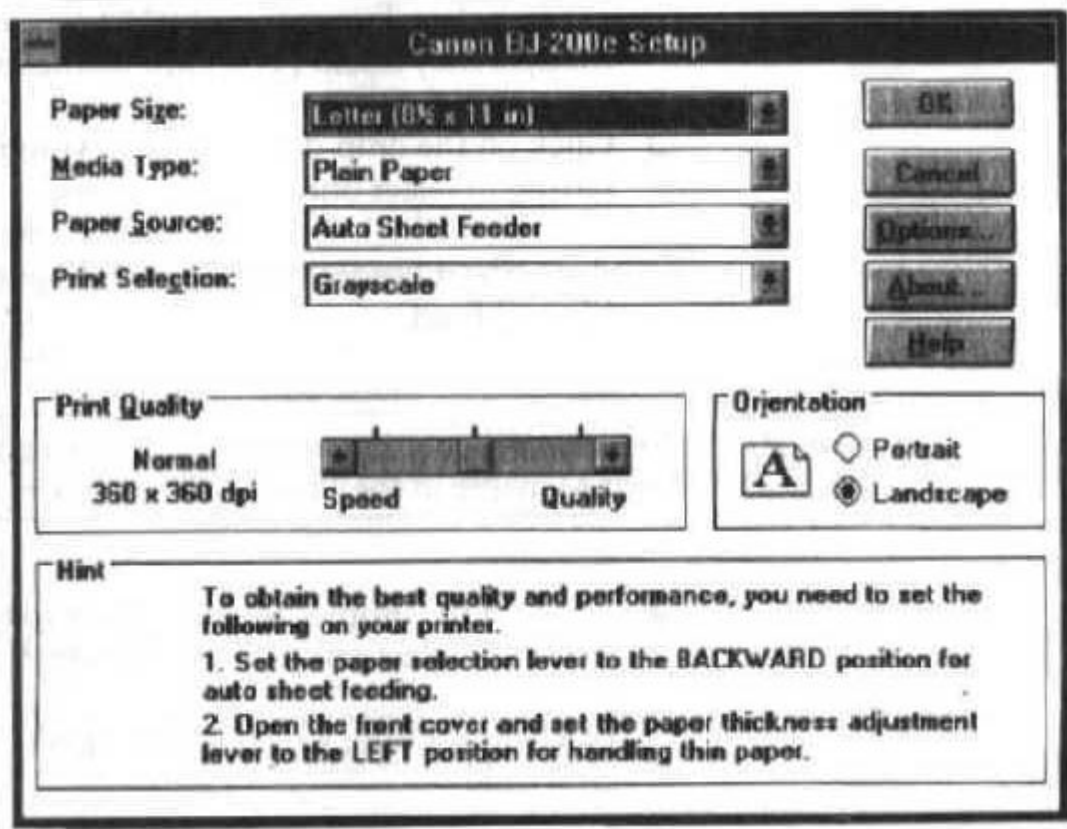 Canon BJ-200e Setup
Paper Size:
Letter (8½ x 11 in)
OK
Media Type:
Plain Paper
Cancel
Paper Source:
Auto Sheet Feeder
Options...
Print Selection:
Grayscale
About...
Help
Print Quality
Normal
360 x 360 dpi
Speed
Quality
Orientation
A
Portrait
Landscape
Hint
To obtain the best quality and performance, you need to set the
following on your printer.
1. Set the paper selection lever to the BACKWARD position for
auto sheet feeding.
2. Open the front cover and set the paper thickness adjustment
lever to the LEFT position for handling thin paper.